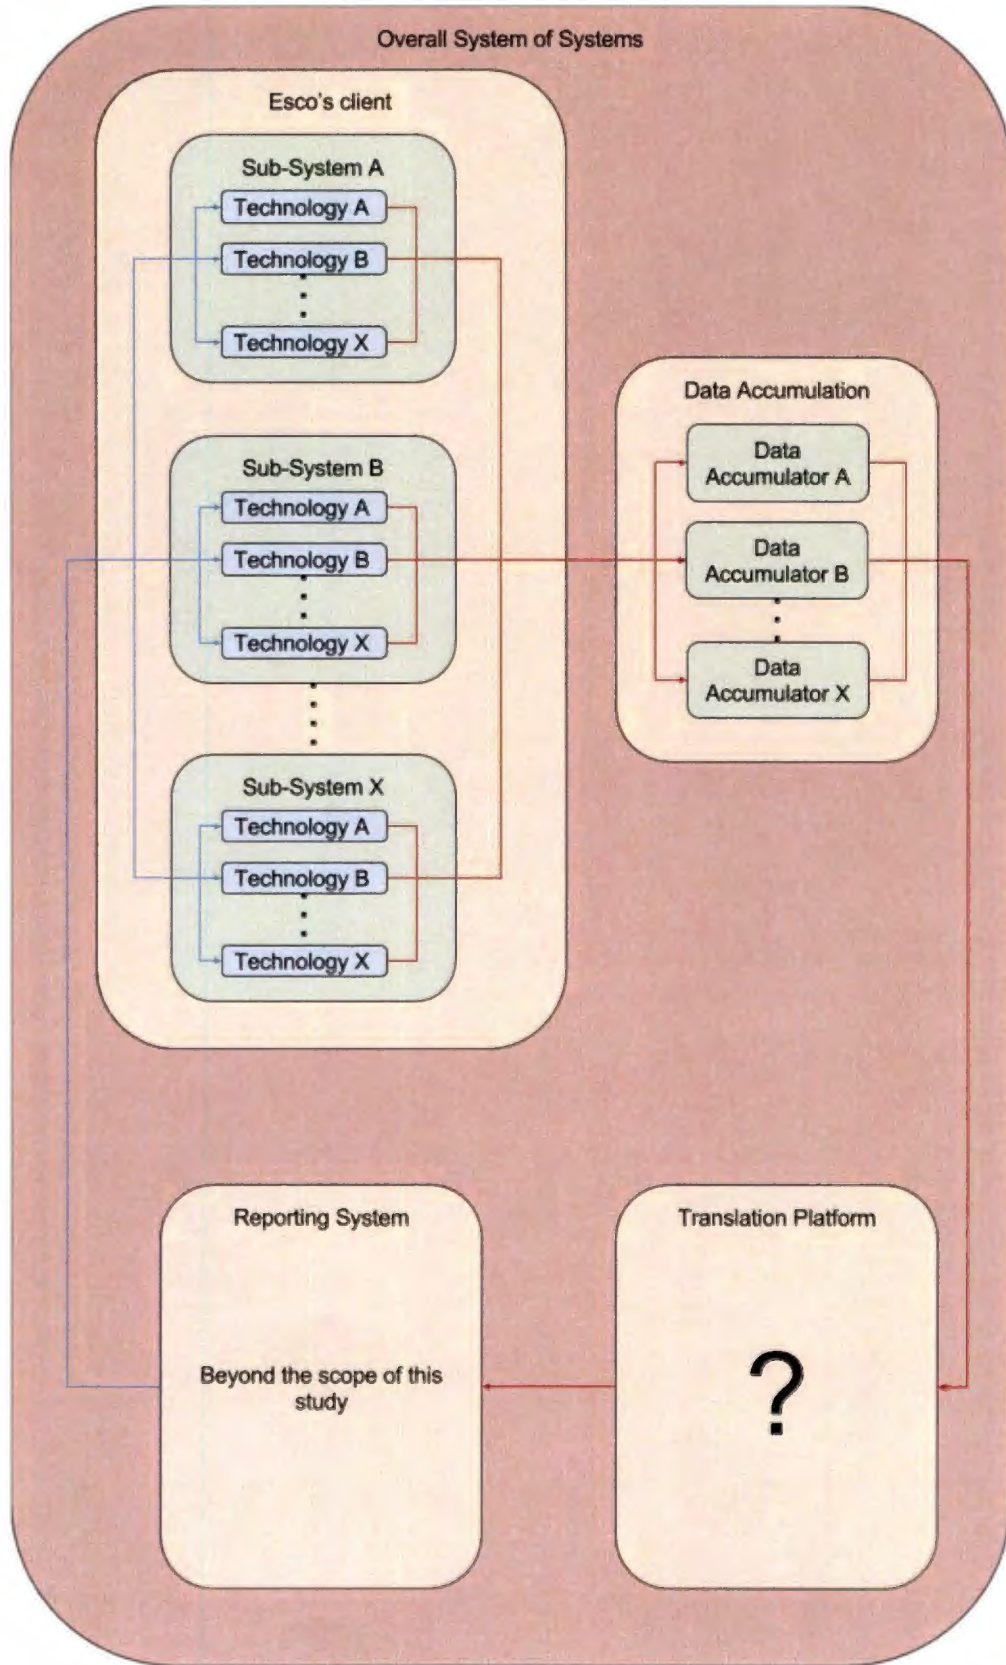 Overall System of Systems
Esco's client
Sub-System A
Technology A
Technology B
Technology X
Sub-System B
Technology A
Technology B
Technology X
Sub-System X
Technology A
Technology B
Technology X
Data Accumulation
Data
Accumulator A
Data
Accumulator B
Data
Accumulator X
Reporting System
Beyond the scope of this
study
Translation Platform
?